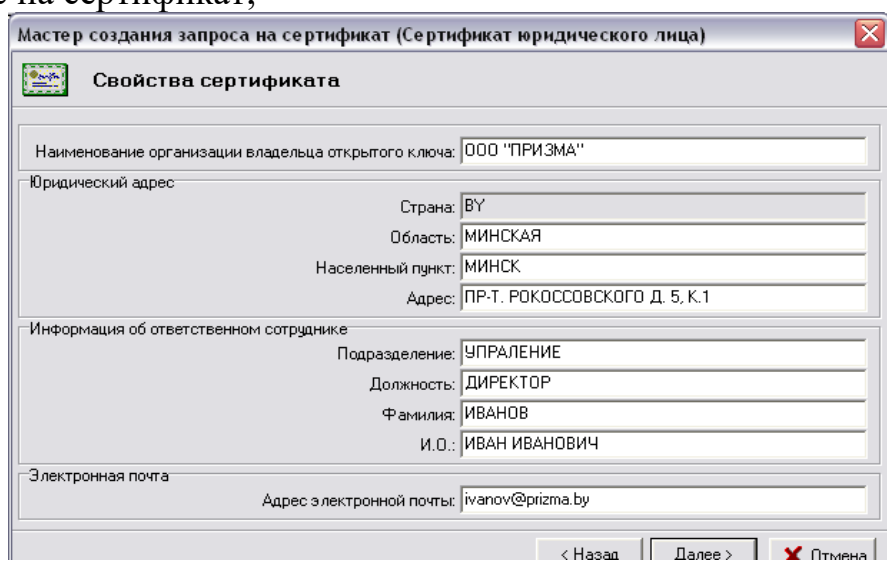 на сертификат,
Мастер создания запроса на сертификат (Сертификат юридического лица)
Свойства сертификата
Наименование организации владельца открытого ключа: ООО "ПРИЗМА"
Юридический адрес
Страна: BY
Область: МИНСКАЯ
Населенный пункт: МИНСК
Адрес: ПР-Т. РОКОССОВСКОГО Д. 5, К.1
Информация об ответственном сотруднике
Подразделение: УПРАЛЕНИЕ
Должность: ДИРЕКТОР
Фамилия: ИВАНОВ
И.О.: ИВАН ИВАНОВИЧ
Электронная почта
Адрес электронной почты: ivanov@prizma.by
< Назад Далее > Отмена